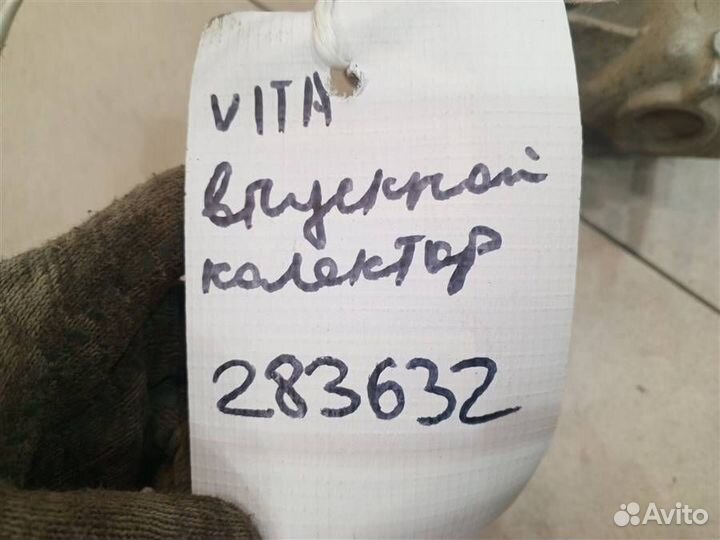 VITA
впускной
колектор
283632
Avito